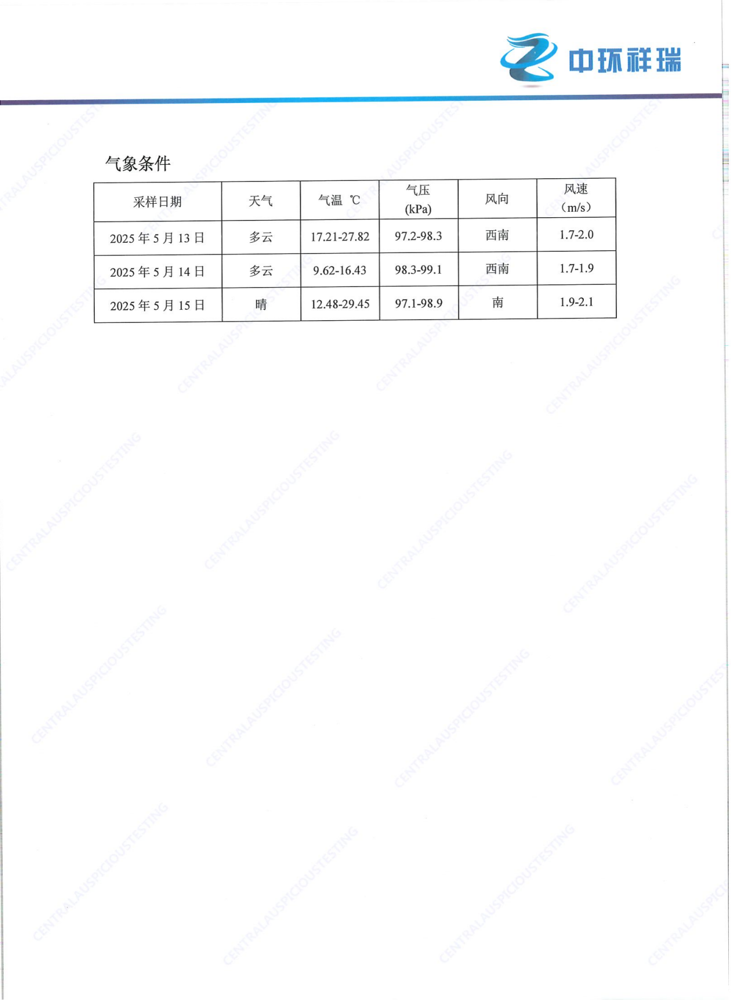 中环祥瑞
气象条件
采样日期 天气 气温 ℃ 气压 (kPa) 风向 风速 （m/s）
2025 年 5 月 13 日 多云 17.21-27.82 97.2-98.3 西南 1.7-2.0
2025 年 5 月 14 日 多云 9.62-16.43 98.3-99.1 西南 1.7-1.9
2025 年 5 月 15 日 晴 12.48-29.45 97.1-98.9 南 1.9-2.1
CENTRALAUSPICIOUSTESTING